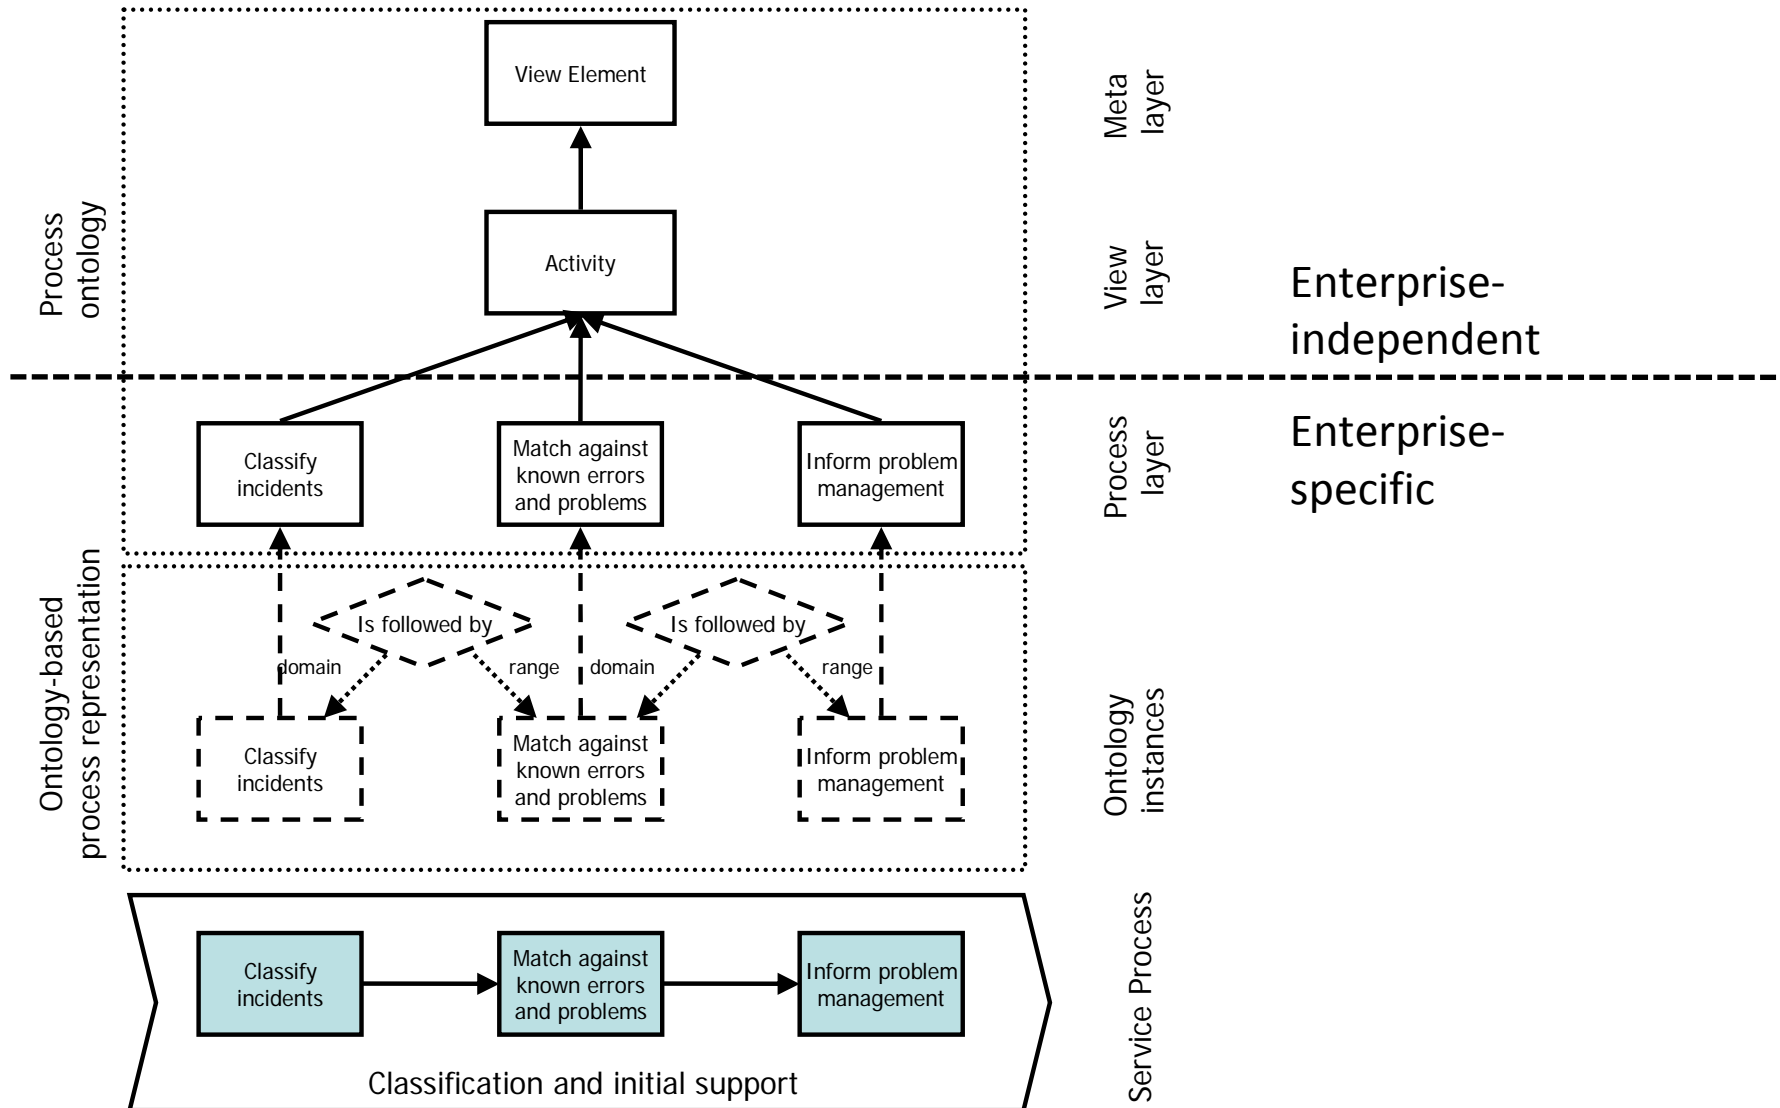 View Element
Meta
layer
Process
ontology
Activity
View
layer
Enterprise-
independent
Classify
incidents
Match against
known errors
and problems
Inform problem
management
Process
layer
Enterprise-
specific
Ontology-based
process representation
Is followed by
Is followed by
domain
range
domain
range
Classify
incidents
Match against
known errors
and problems
Inform problem
management
Ontology
instances
Classify
incidents
Match against
known errors
and problems
Inform problem
management
Service Process
Classification and initial support